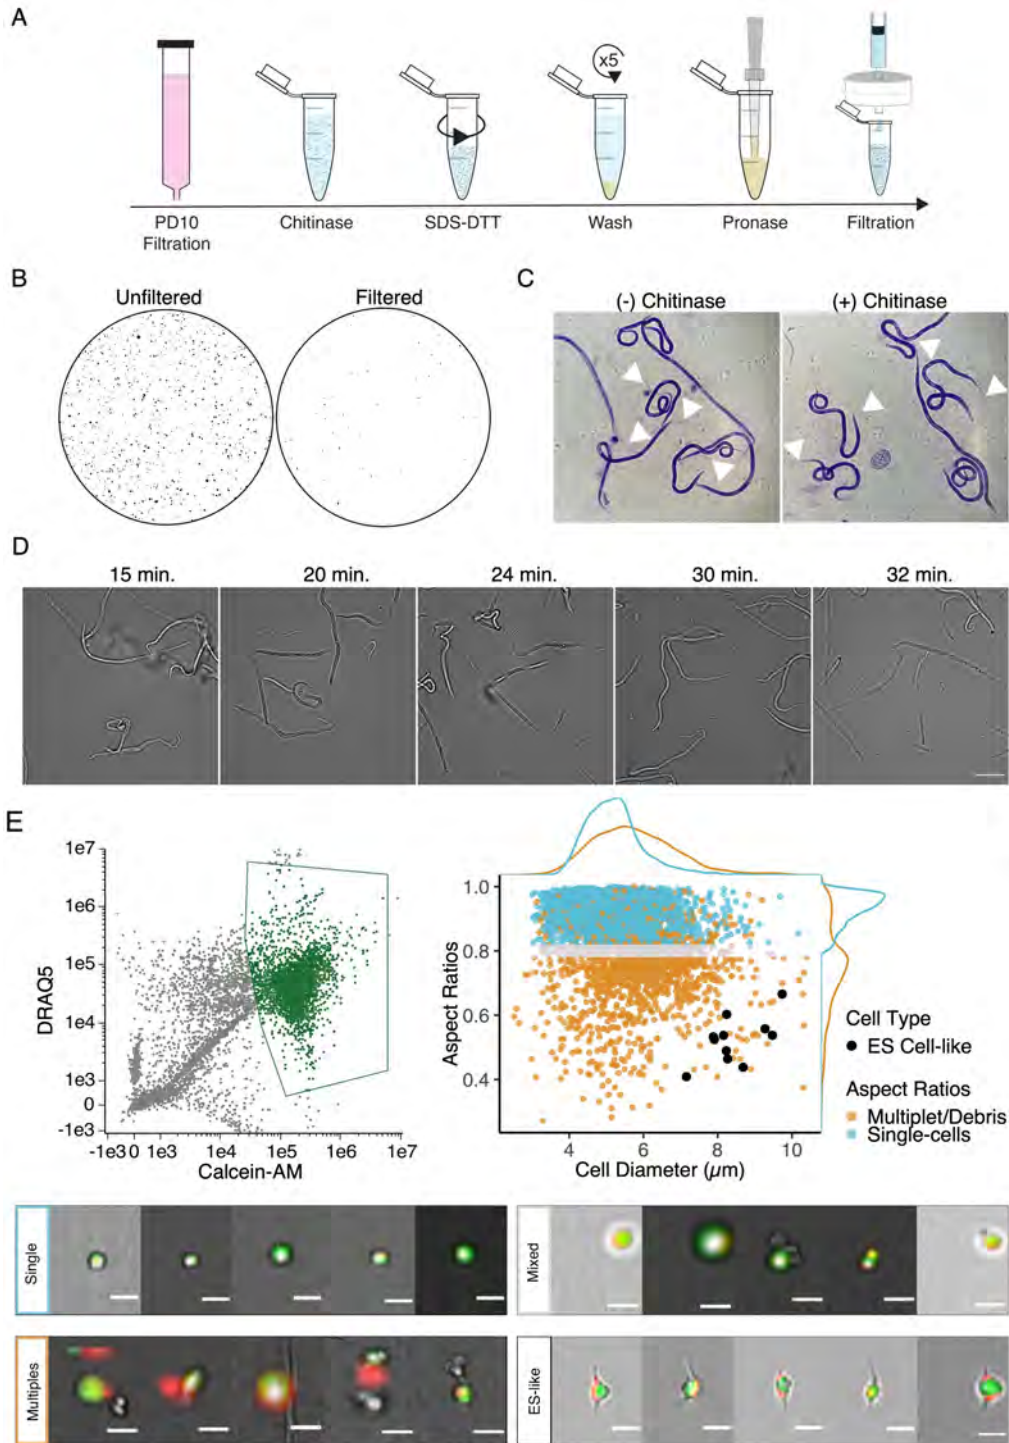 A
x5
PD10
Filtration
Chitinase
SDS-DTT
Wash
Pronase
Filtration
B
Unfiltered
Filtered
C
(-) Chitinase
(+) Chitinase
D
15 min.
20 min.
24 min.
30 min.
32 min.
E
DRAQ5
1e7
1e6
1e5
1e4
1e3
0
-1e3
-1e3 0 1e3 1e4 1e5 1e6 1e7
Calcein-AM
Aspect Ratios
1.0
0.8
0.6
0.4
4 6 8 10
Cell Diameter (μm)
Cell Type
ES Cell-like
Aspect Ratios
Multiplet/Debris
Single-cells
Single
Mixed
Multiples
ES-like